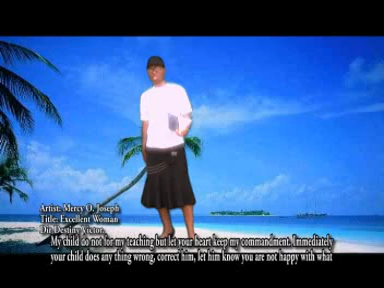 Artist: Mercy O. Joseph
Title: Excellent Woman
Dir. Destiny Victor.
My child do not for my teaching but let your heart keep my commandment. Immediately
your child does any thing wrong, correct him, let him know you are not happy with what